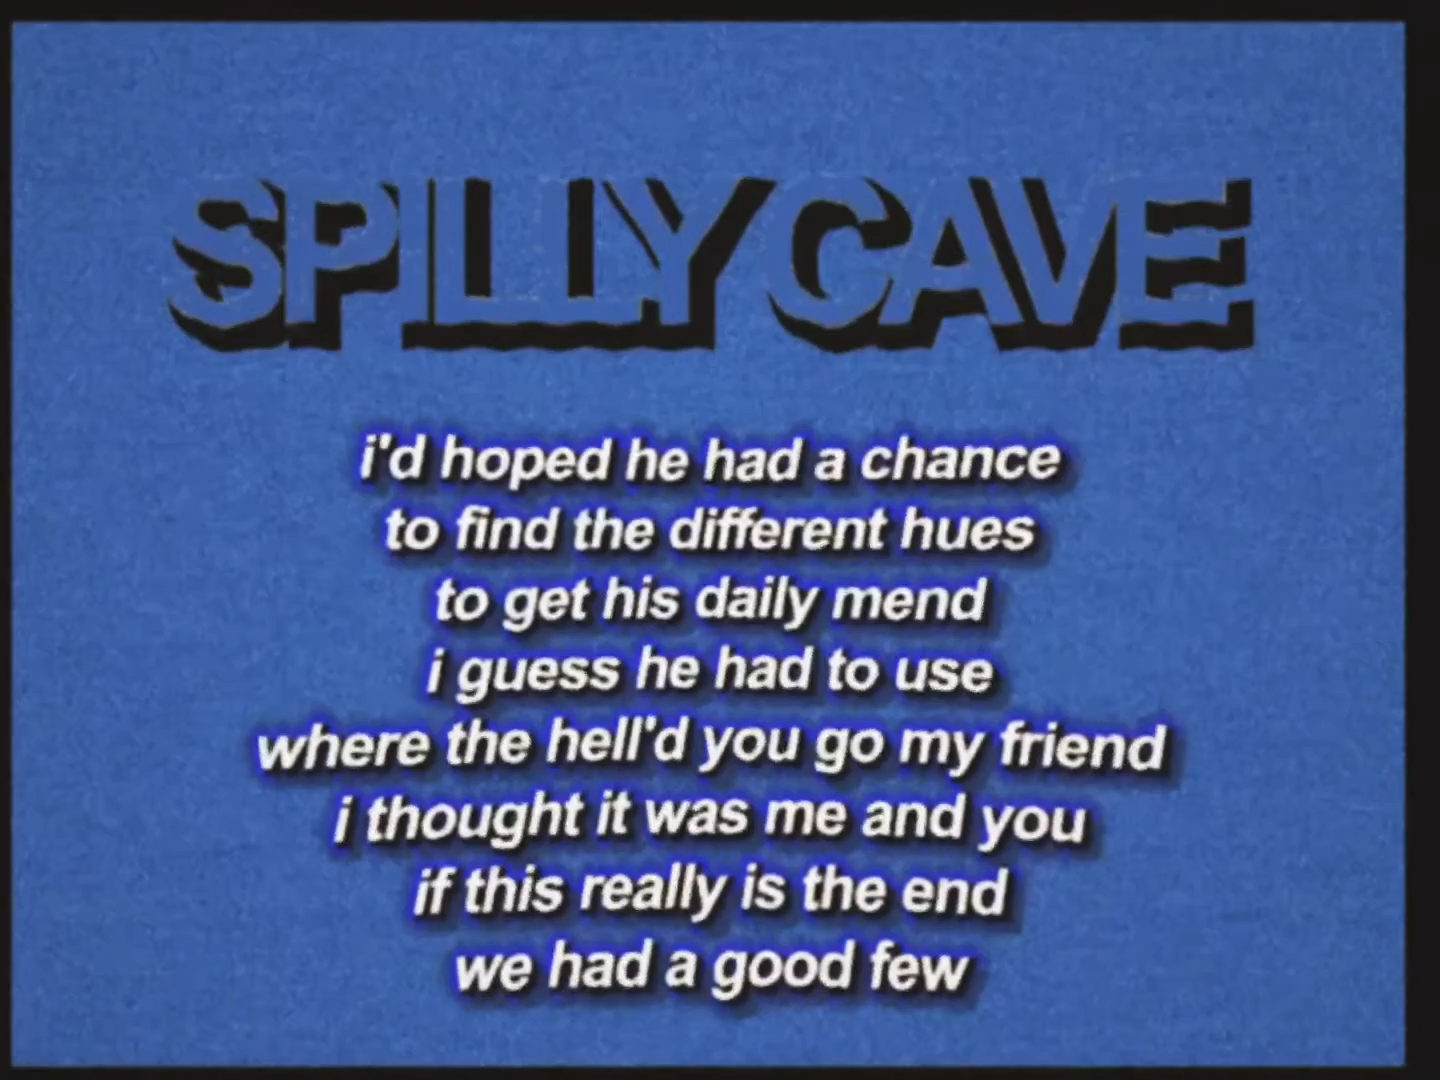 SPILLY CAVE
i'd hoped he had a chance
to find the different hues
to get his daily mend
i guess he had to use
where the hell'd you go my friend
i thought it was me and you
if this really is the end
we had a good few